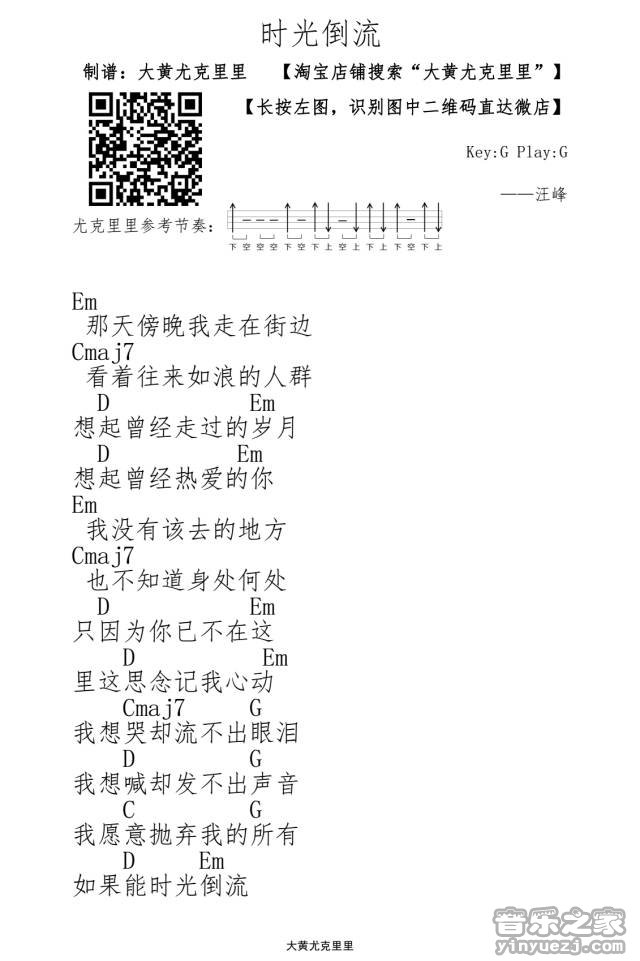 时光倒流
制谱：大黄尤克里里 【淘宝店铺搜索“大黄尤克里里”】
【长按左图，识别图中二维码直达微店】
Key:G Play:G
——汪峰
尤克里里参考节奏：
下 空 空 空 下 空 下 上 空 上 下 上 下 空 下 上
Em
那天傍晚我走在街边
Cmaj7
看着往来如浪的人群
D Em
想起曾经走过的岁月
D Em
想起曾经热爱的你
Em
我没有该去的地方
Cmaj7
也不知道身处何处
D Em
只因为你已不在这
D Em
里这思念记我心动
Cmaj7 G
我想哭却流不出眼泪
D G
我想喊却发不出声音
C G
我愿意抛弃我的所有
D Em
如果能时光倒流
大黄尤克里里
音乐之家
yinyuezj.com